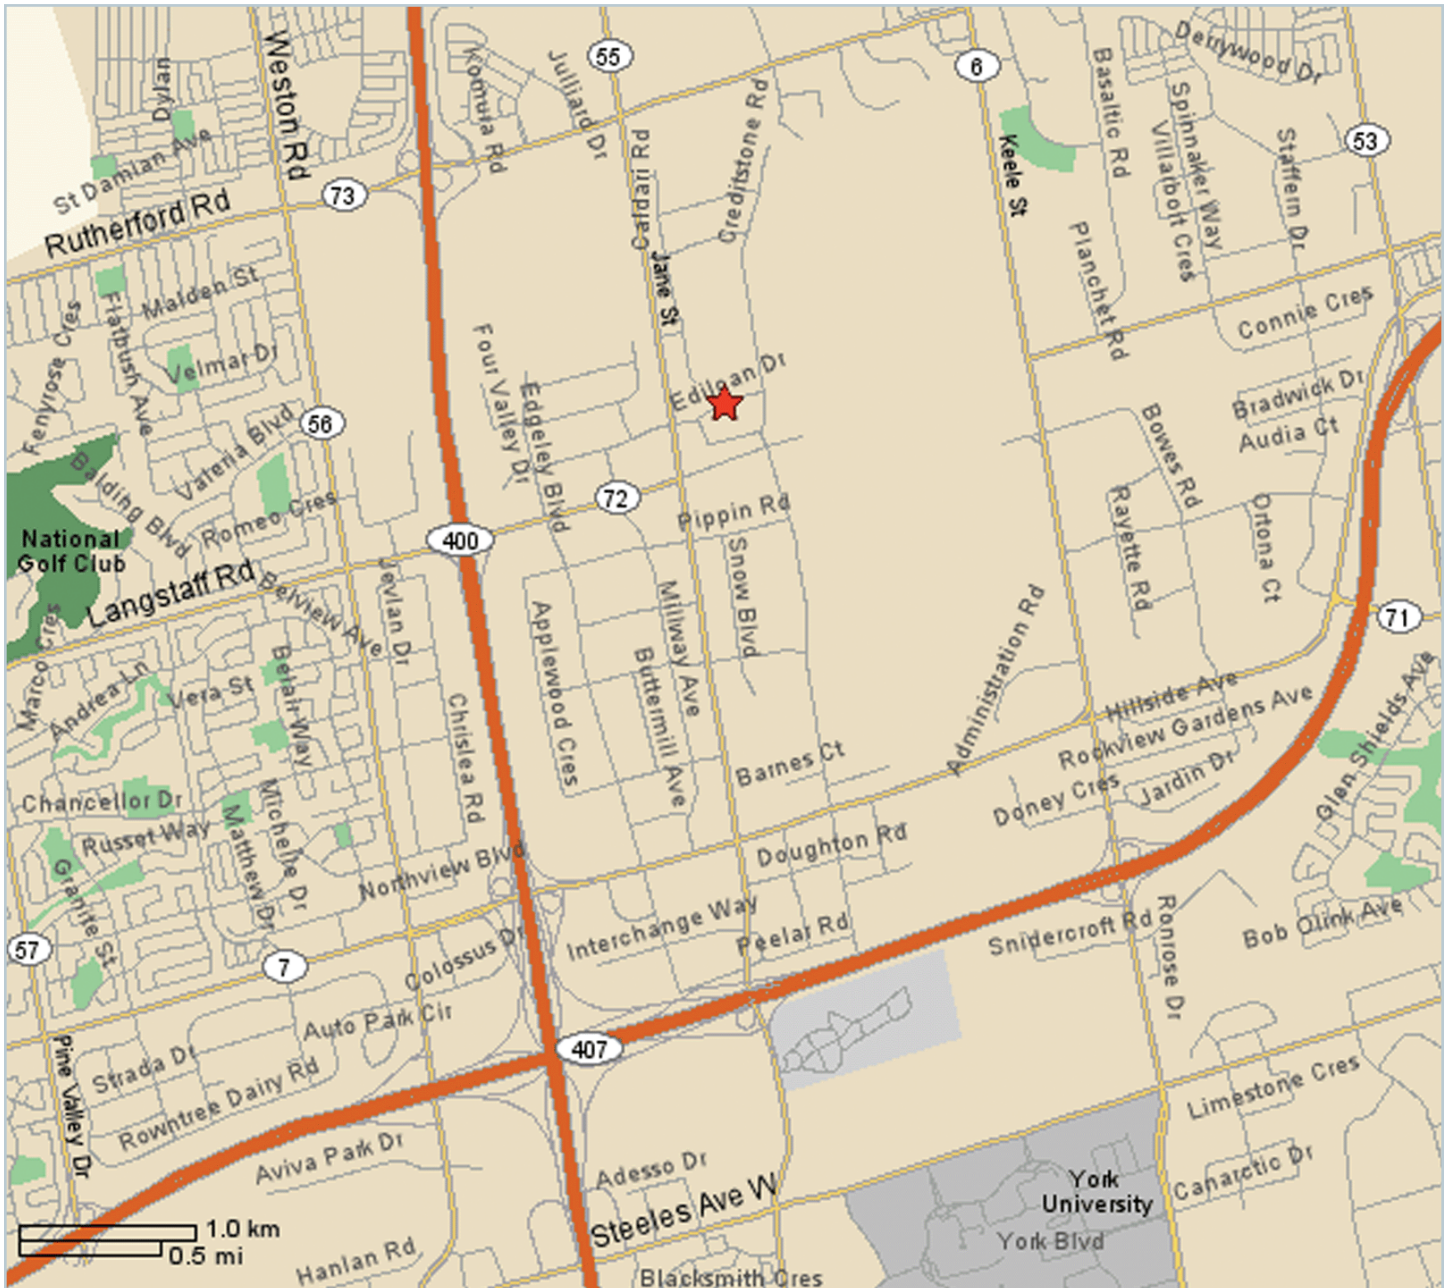 Weston Rd
Dylan
St Damian Ave
Rutherford Rd
73
Komura Rd
Julliard Dr
55
Caldari Rd
Creditstone Rd
Jane St
6
Keele St
Basaltic Rd
Derrywood Dr
Spinnaker Way
Villarboit Cres
Staffern Dr
53
Planchet Rd
Connie Cres
Malden St
Flatbush Ave
Fenyrose Cres
Velmar Dr
Valeria Blvd
56
Four Valley Dr
Edgeley Blvd
Edilcan Dr
Bradwick Dr
Audia Ct
Bowes Rd
Balding Blvd
Romeo Cres
National
Golf Club
Langstaff Rd
400
72
Pippin Rd
Snow Blvd
Rayette Rd
Ortona Ct
71
Belview Ave
Jevlan Dr
Marco Cres
Andrea Ln
Vera St
Belair Way
Applewood Cres
Millway Ave
Buttermill Ave
Administration Rd
Hillside Ave
Rockview Gardens Ave
Glen Shields Ave
Chrislea Rd
Barnes Ct
Doney Cres
Jardin Dr
Chancellor Dr
Russet Way
Michelle Dr
Matthew Dr
Granite St
Northview Blvd
Doughton Rd
57
7
Colossus Dr
Interchange Way
Peelar Rd
Snidercroft Rd
Ronrose Dr
Bob Olink Ave
Auto Park Cir
407
Strada Dr
Pine Valley Dr
Rowntree Dairy Rd
Aviva Park Dr
Limestone Cres
Adesso Dr
Steeles Ave W
York
University
York Blvd
Canarctic Dr
1.0 km
0.5 mi
Hanlan Rd
Blacksmith Cres